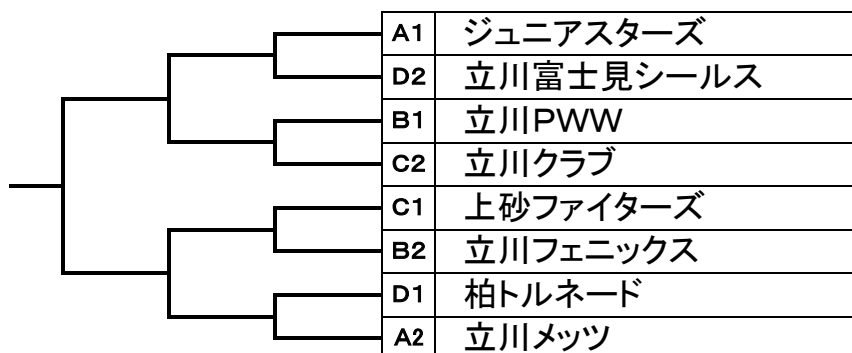 A1 ジュニアスターズ
D2 立川富士見シールス
B1 立川PWW
C2 立川クラブ
C1 上砂ファイターズ
B2 立川フェニックス
D1 柏トルネード
A2 立川メッツ